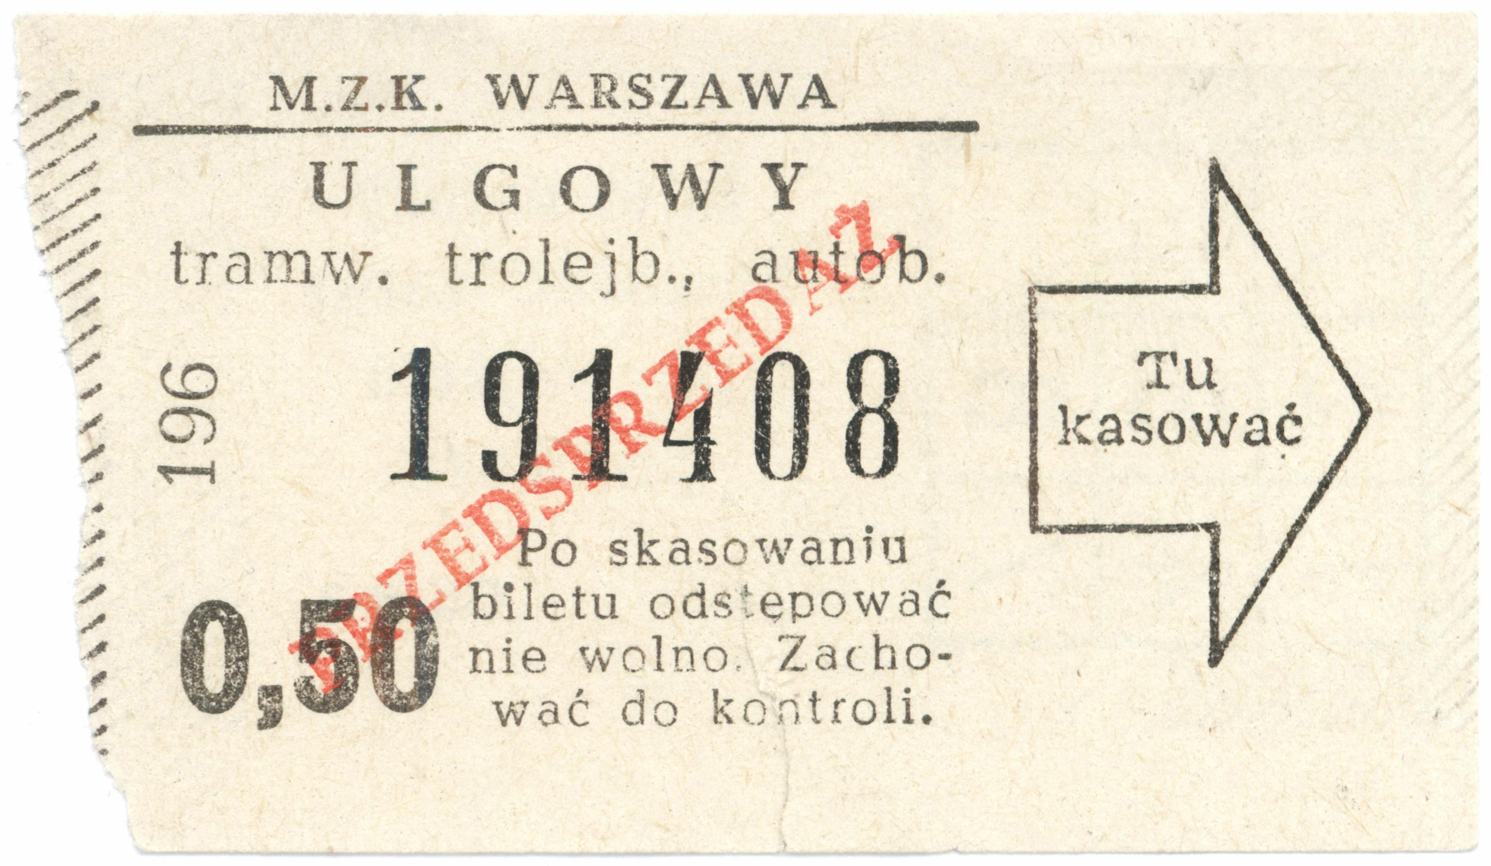 M.Z.K. WARSZAWA
ULGOWY
tramw. trolejb., autob.
PRZEDSPRZEDAŻ
196
191408
0,50
Po skasowaniu
biletu odstępować
nie wolno. Zacho-
wać do kontroli.
Tu
kasować